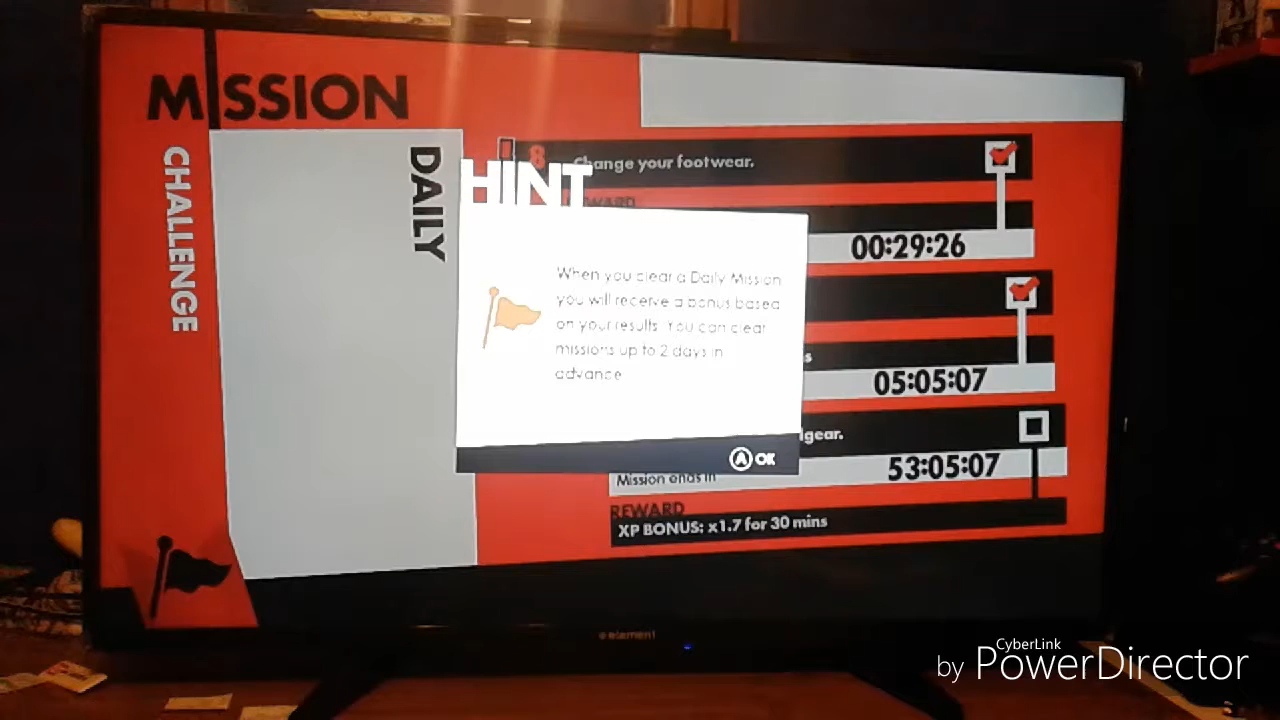 MISSION
CHALLENGE
DAILY
8 Change your footwear.
REWARD
00:29:26
HINT
When you clear a Daily Mission
you will receive a bonus based
on your results. You can clear
missions up to 2 days in
advance.
A OK
s
05:05:07
gear.
Mission ends in
53:05:07
REWARD
XP BONUS: x1.7 for 30 mins
element
CyberLink
by PowerDirector